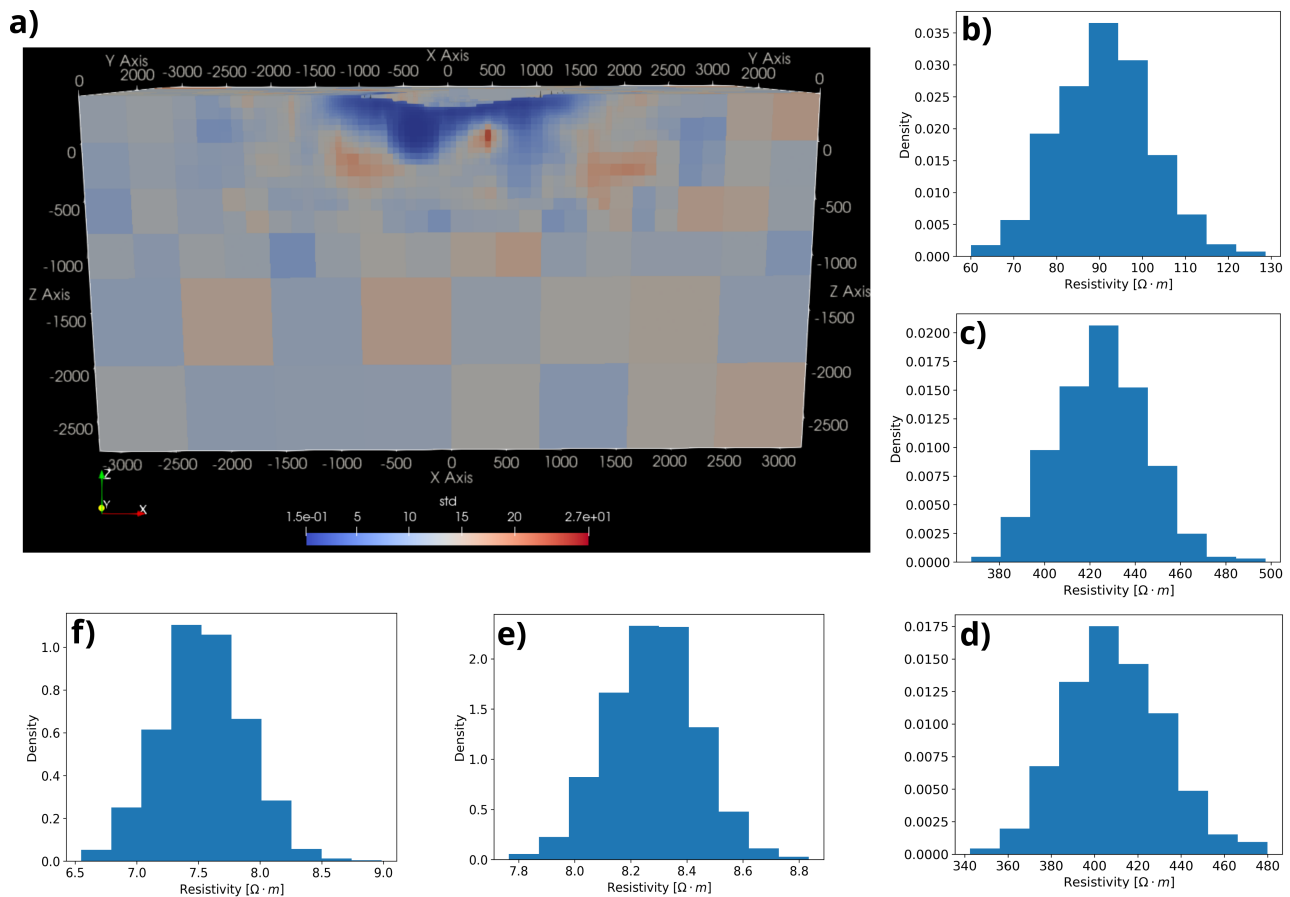 a)
Y Axis X Axis Y Axis
0 2000 -3000 -2500 -2000 -1500 -1000 -500 0 500 1000 1500 2000 2500 3000 2000 0
0 0
-500 -500
-1000 -1000
Z Axis Z Axis
-1500 -1500
-2000 -2000
-2500 -2500
-3000 -2500 -2000 -1500 -1000 -500 0 500 1000 1500 2000 2500 3000
X Axis
Z
Y X
std
1.5e-01 5 10 15 20 2.7e+01
b)
Density
0.035
0.030
0.025
0.020
0.015
0.010
0.005
0.000
60 70 80 90 100 110 120 130
Resistivity [Ω · m]
c)
Density
0.0200
0.0175
0.0150
0.0125
0.0100
0.0075
0.0050
0.0025
0.0000
380 400 420 440 460 480 500
Resistivity [Ω · m]
f)
Density
1.0
0.8
0.6
0.4
0.2
0.0
6.5 7.0 7.5 8.0 8.5 9.0
Resistivity [Ω · m]
e)
Density
2.0
1.5
1.0
0.5
0.0
7.8 8.0 8.2 8.4 8.6 8.8
Resistivity [Ω · m]
d)
Density
0.0175
0.0150
0.0125
0.0100
0.0075
0.0050
0.0025
0.0000
340 360 380 400 420 440 460 480
Resistivity [Ω · m]